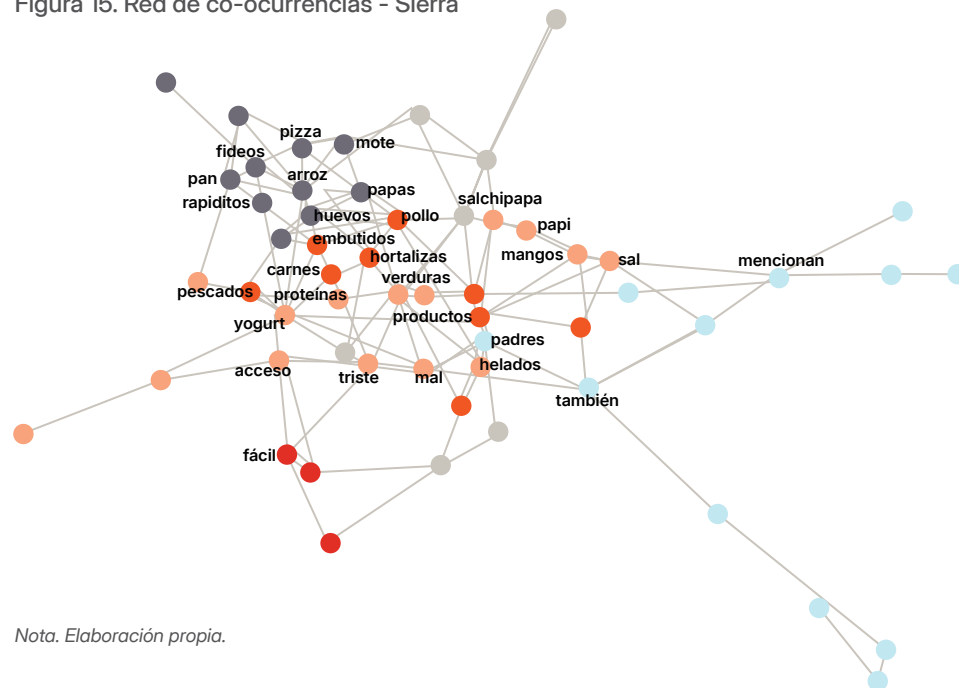 Figura 15. Red de co-ocurrencias - Sierra
pizza
mote
fideos
arroz
pan
papas
rapiditos
salchipapa
huevos
pollo
papi
embutidos
hortalizas
mangos
sal
mencionan
carnes
verduras
pescados
proteínas
productos
yogurt
padres
helados
acceso
triste
mal
también
fácil
Nota. Elaboración propia.